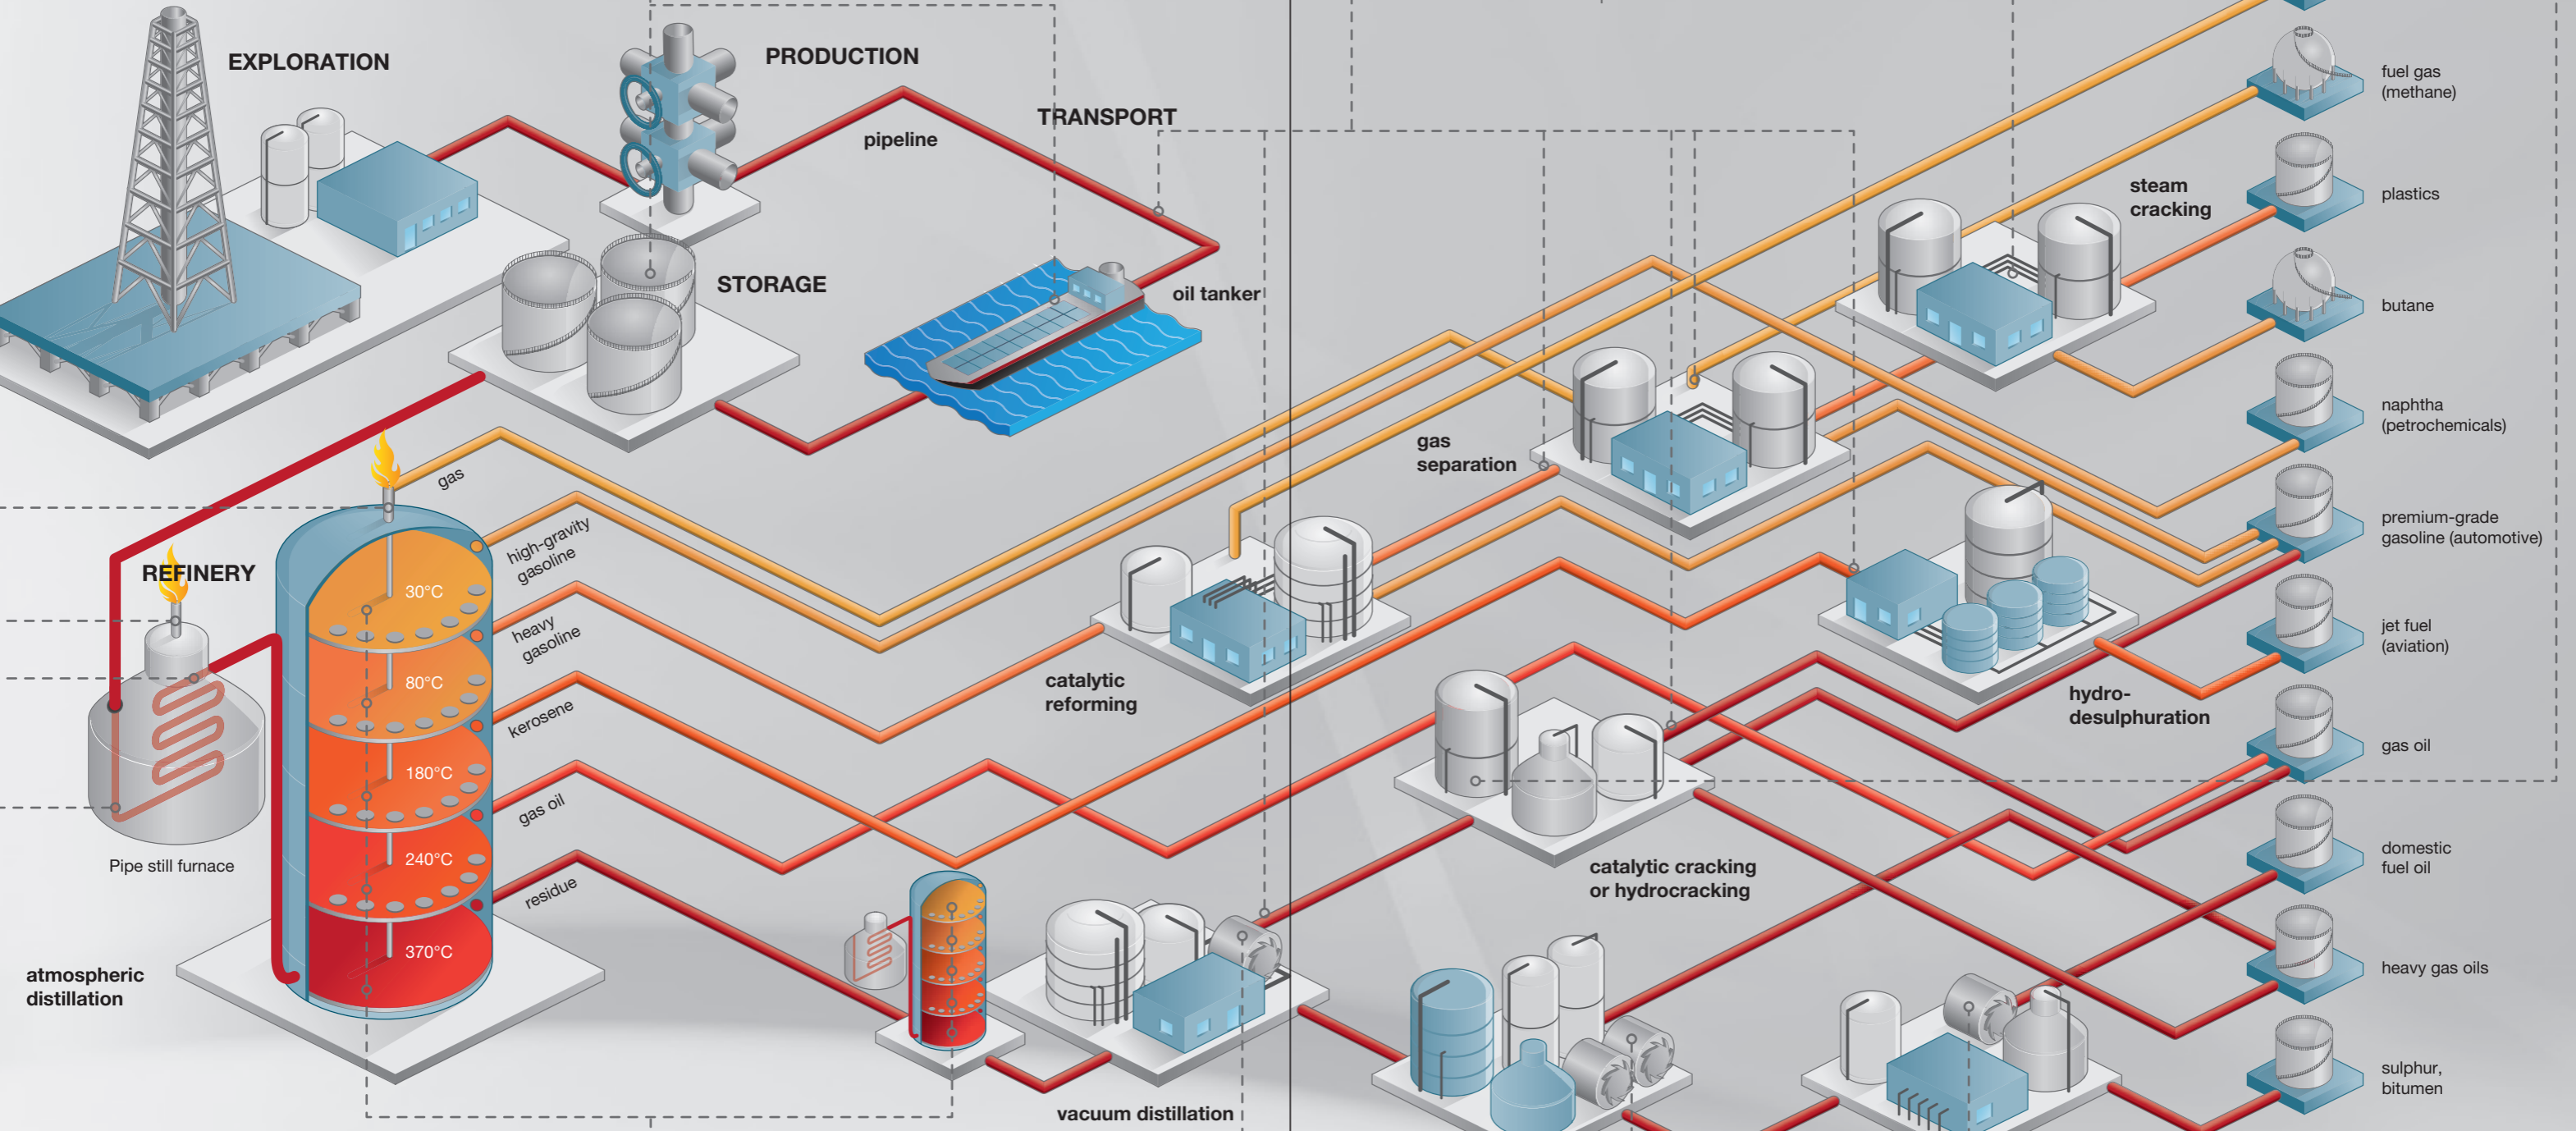 EXPLORATION
PRODUCTION
TRANSPORT
pipeline
STORAGE
oil tanker
REFINERY
Pipe still furnace
atmospheric
distillation
30°C
80°C
180°C
240°C
370°C
gas
high-gravity
gasoline
heavy
gasoline
kerosene
gas oil
residue
catalytic
reforming
vacuum distillation
gas
separation
steam
cracking
catalytic cracking
or hydrocracking
hydro-
desulphuration
fuel gas
(methane)
plastics
butane
naphtha
(petrochemicals)
premium-grade
gasoline (automotive)
jet fuel
(aviation)
gas oil
domestic
fuel oil
heavy gas oils
sulphur,
bitumen